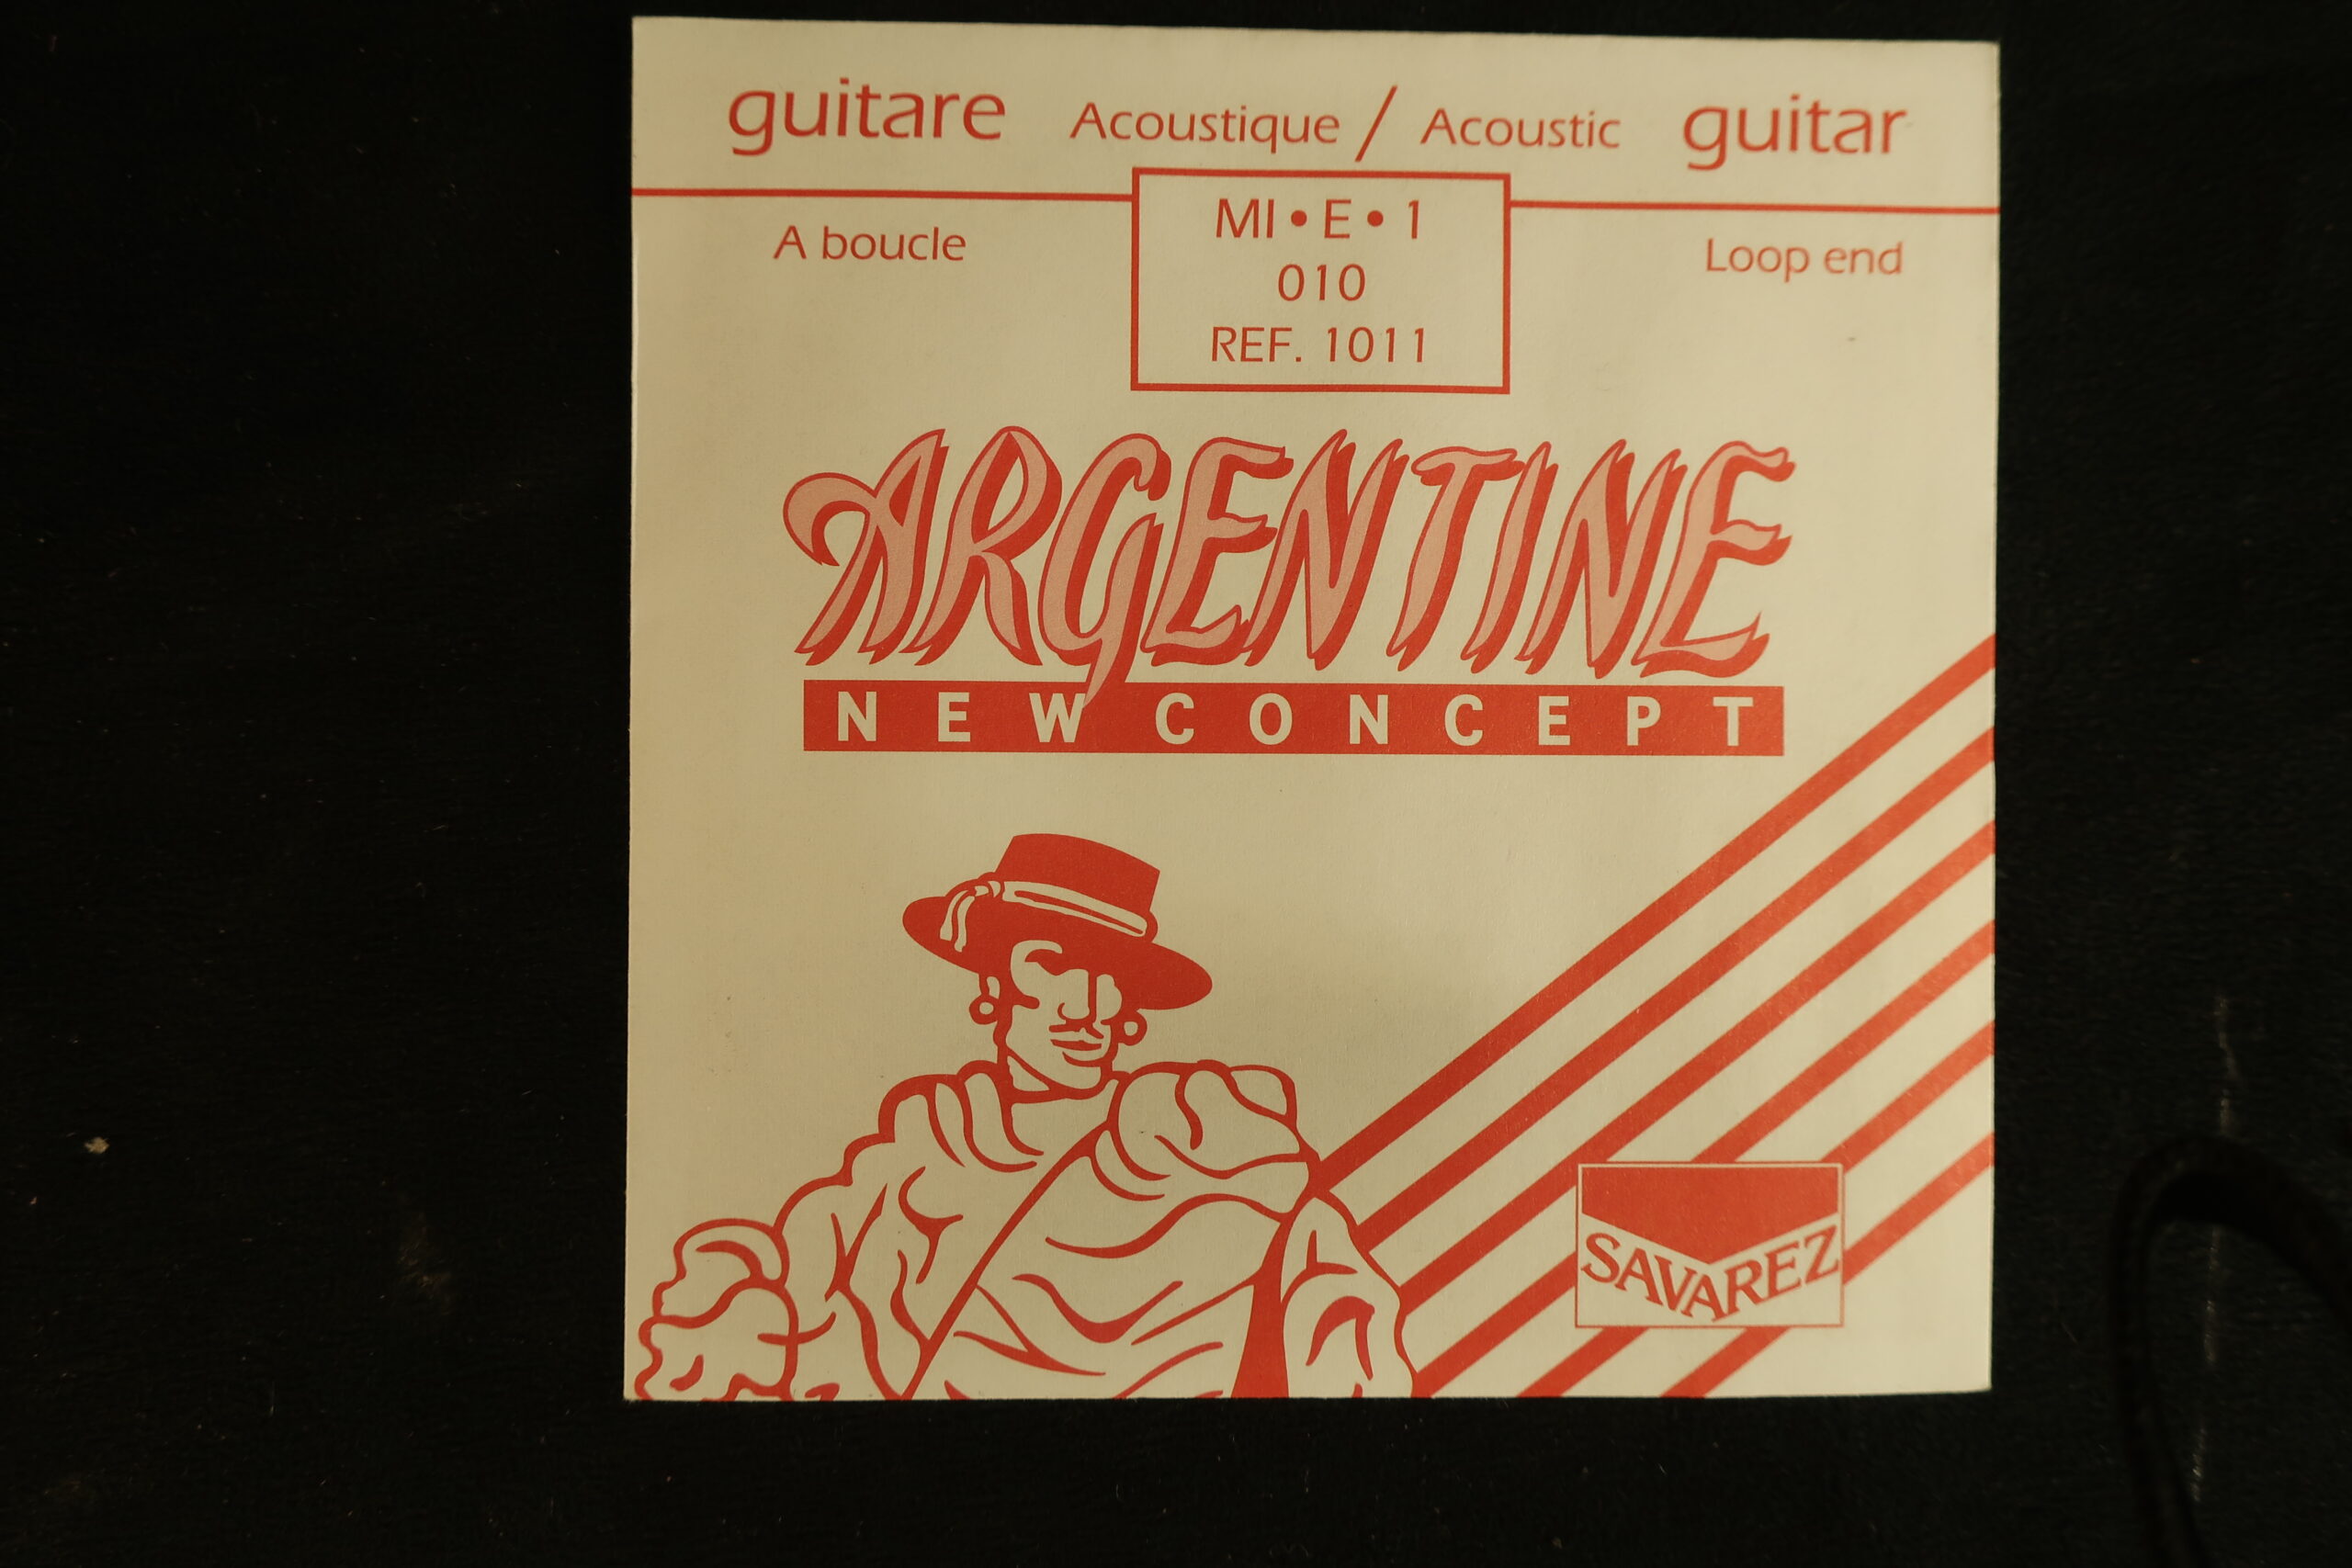 guitare Acoustique / Acoustic guitar
MI • E • 1
A boucle
010
Loop end
REF. 1011
ARGENTINE
NEW CONCEPT
SAVAREZ